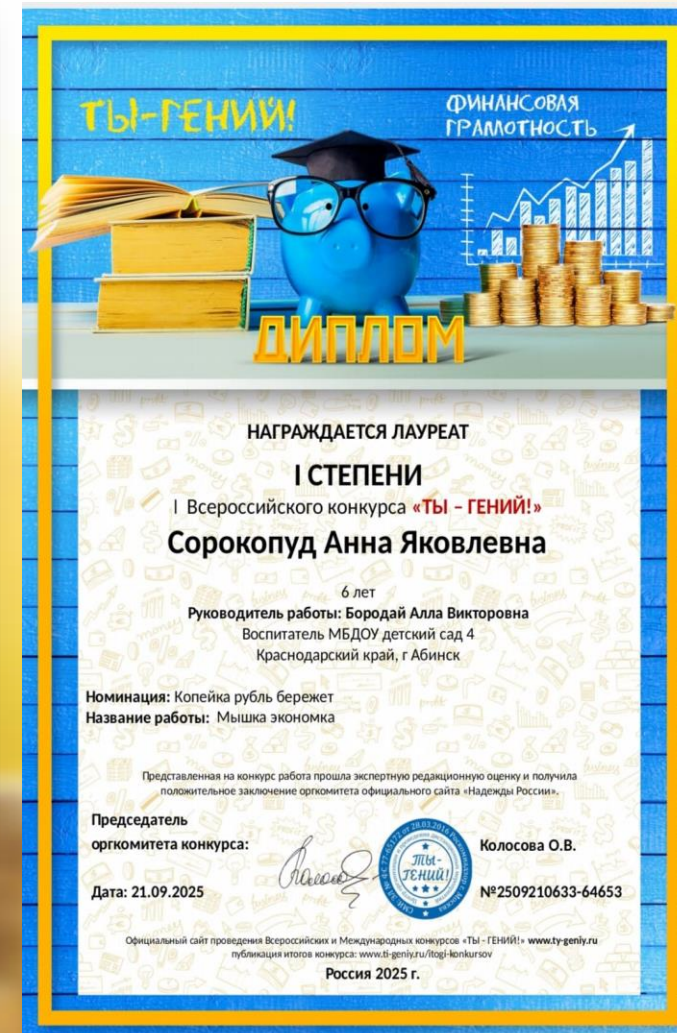 ТЫ-ГЕНИЙ!
ФИНАНСОВАЯ
ГРАМОТНОСТЬ
ДИПЛОМ
НАГРАЖДАЕТСЯ ЛАУРЕАТ
I СТЕПЕНИ
I Всероссийского конкурса «ТЫ – ГЕНИЙ!»
Сорокопуд Анна Яковлевна
6 лет
Руководитель работы: Бородай Алла Викторовна
Воспитатель МБДОУ детский сад 4
Краснодарский край, г Абинск
Номинация: Копейка рубль бережет
Название работы: Мышка экономка
Представленная на конкурс работа прошла экспертную редакционную оценку и получила
положительное заключение оргкомитета официального сайта «Надежды России».
Председатель
оргкомитета конкурса:
Колосова О.В.
ТЫ-
ГЕНИЙ!
Дата: 21.09.2025
№2509210633-64653
Официальный сайт проведения Всероссийских и Международных конкурсов «ТЫ - ГЕНИЙ!» www.ty-geniy.ru
публикация итогов конкурса: www.ti-geniy.ru/itogi-konkursov
Россия 2025 г.